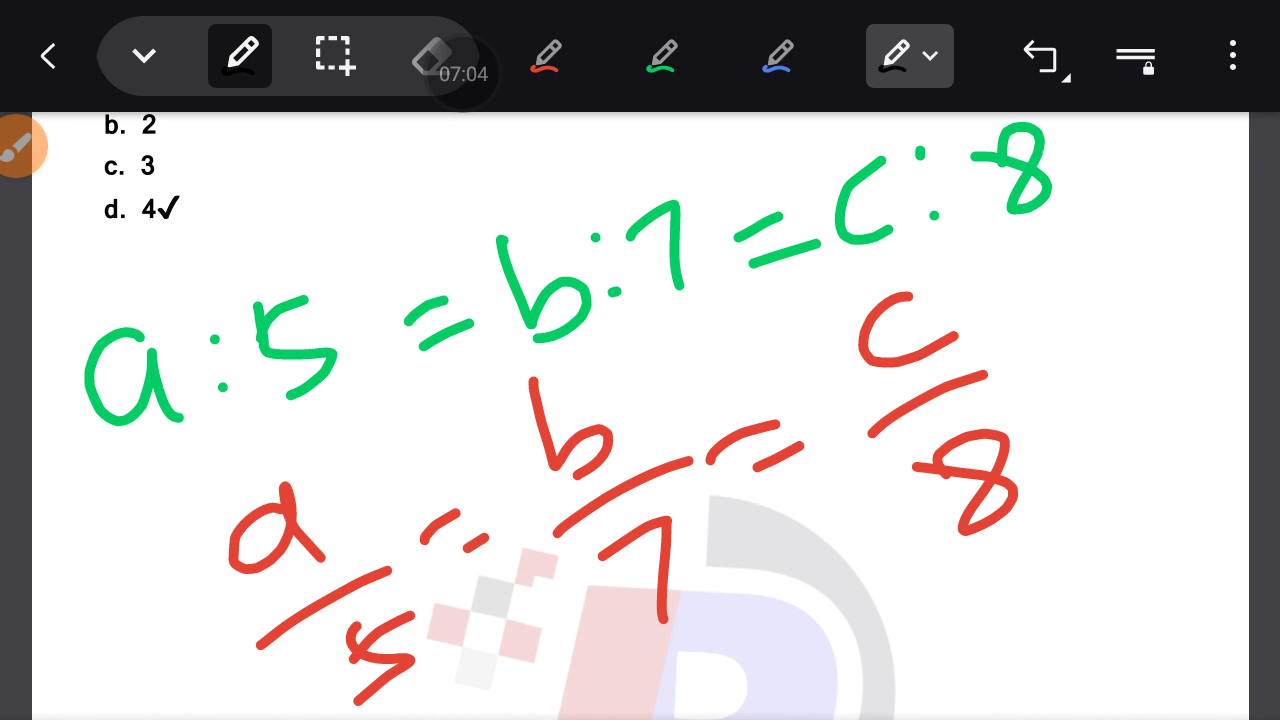 07:04
b. 2
c. 3
d. 4✓
a : 5 = b : 7 = c : 8
a/5 = b/7 = c/8